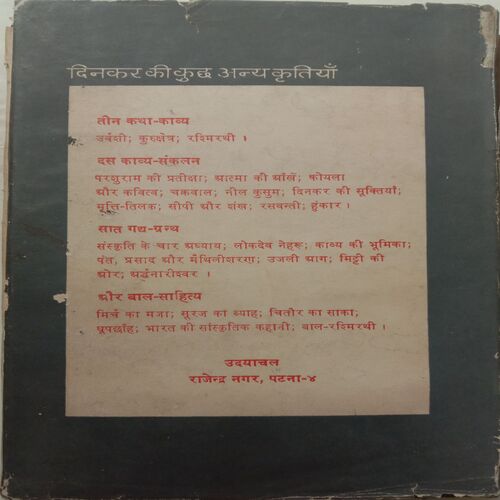 दिनकर की कुछ अन्य कृतियाँ
तीन कथा-काव्य
उर्वशी; कुरुक्षेत्र; रश्मिरथी ।
दस काव्य-संकलन
परशुराम की प्रतीक्षा; आत्मा की आँखें; कोयला
और कवित्व; चक्रवाल; नील कुसुम; दिनकर की सूक्तियाँ;
मृत्ति-तिलक; सीपी और शंख; रसवन्ती; हुंकार ।
सात गद्य-ग्रन्थ
संस्कृति के चार अध्याय; लोकदेव नेहरू; काव्य की भूमिका;
पंत, प्रसाद और मैथिलीशरण; उजली आग; मिट्टी की
ओर; अर्द्धनारीश्वर ।
और बाल-साहित्य
मिर्च का मजा; सूरज का ब्याह; चितौर का साका;
धूपछाँह; भारत की सांस्कृतिक कहानी; बाल-रश्मिरथी ।
उदयाचल
राजेन्द्र नगर, पटना-४